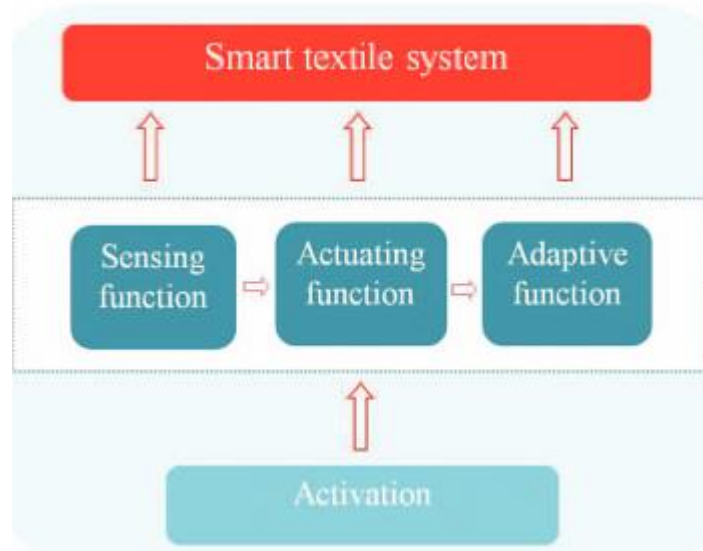 Smart textile system
Sensing
function
Actuating
function
Adaptive
function
Activation